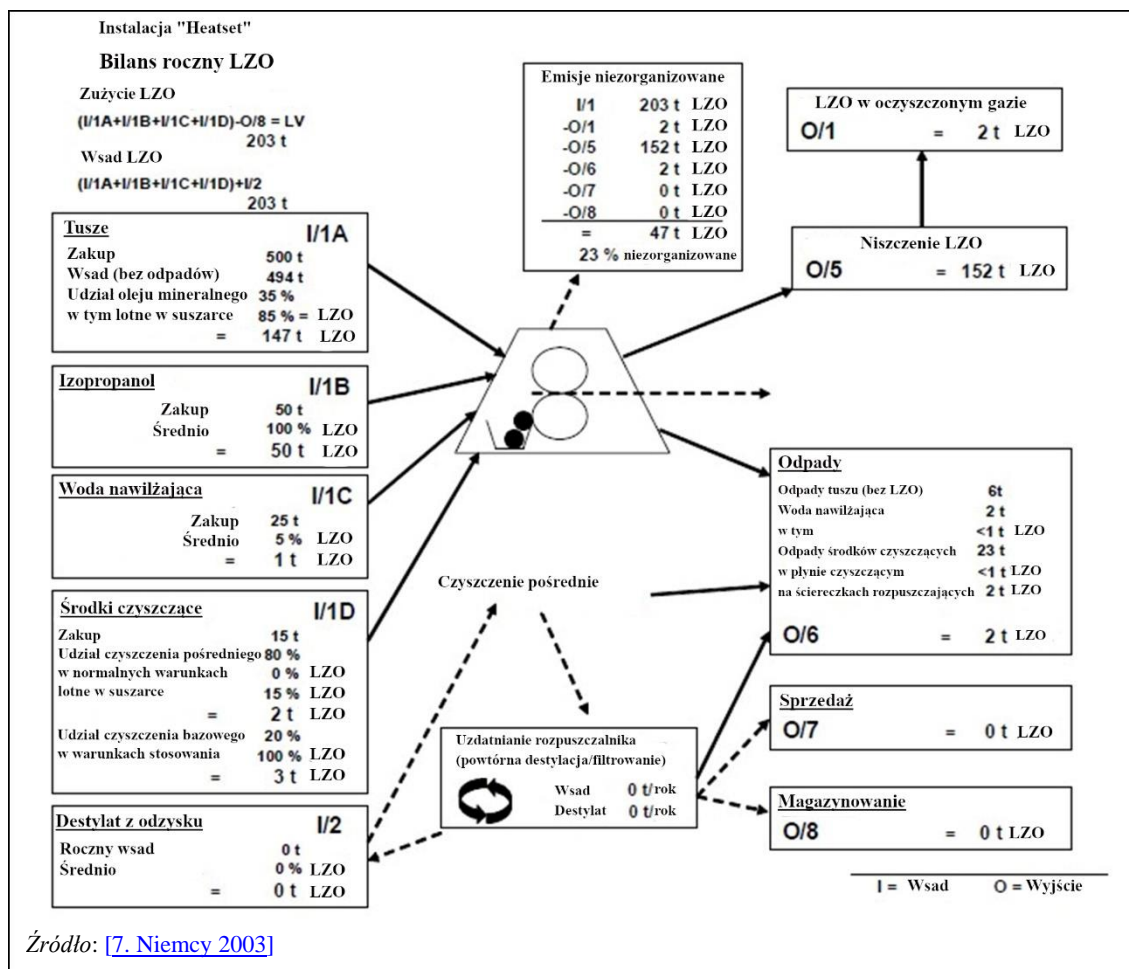 Instalacja "Heatset"
Bilans roczny LZO
Zużycie LZO
(I/1A+I/1B+I/1C+I/1D)-O/8 = LV
203 t
Wsad LZO
(I/1A+I/1B+I/1C+I/1D)+I/2
203 t
Tusze I/1A
Zakup 500 t
Wsad (bez odpadów) 494 t
Udział oleju mineralnego 35 %
w tym lotne w suszarce 85 % = LZO
= 147 t LZO
Izopropanol I/1B
Zakup 50 t
Średnio 100 % LZO
= 50 t LZO
Woda nawilżająca I/1C
Zakup 25 t
Średnio 5 % LZO
= 1 t LZO
Środki czyszczące I/1D
Zakup 15 t
Udział czyszczenia pośredniego 80 %
w normalnych warunkach 0 % LZO
lotne w suszarce 15 % LZO
= 2 t LZO
Udział czyszczenia bazowego 20 %
w warunkach stosowania 100 % LZO
= 3 t LZO
Destylat z odzysku I/2
Roczny wsad 0 t
Średnio 0 % LZO
= 0 t LZO
Emisje niezorganizowane
I/1 203 t LZO
-O/1 2 t LZO
-O/5 152 t LZO
-O/6 2 t LZO
-O/7 0 t LZO
-O/8 0 t LZO
= 47 t LZO
23 % niezorganizowane
Czyszczenie pośrednie
Uzdatnianie rozpuszczalnika
(powtórna destylacja/filtrowanie)
Wsad 0 t/rok
Destylat 0 t/rok
LZO w oczyszczonym gazie
O/1 = 2 t LZO
Niszczenie LZO
O/5 = 152 t LZO
Odpady
Odpady tuszu (bez LZO) 6t
Woda nawilżająca 2 t
w tym <1 t LZO
Odpady środków czyszczących 23 t
w płynie czyszczącym <1 t LZO
na ściereczkach rozpuszczających 2 t LZO
O/6 = 2 t LZO
Sprzedaż
O/7 = 0 t LZO
Magazynowanie
O/8 = 0 t LZO
I = Wsad O = Wyjście
Źródło: [7. Niemcy 2003]